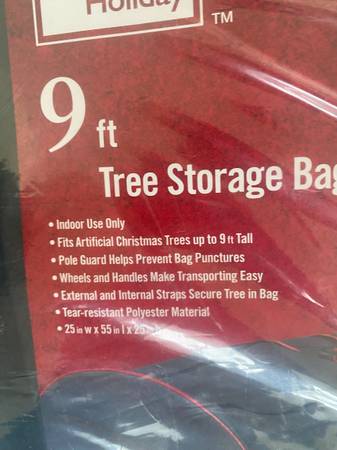 Holiday
TM
9 ft
Tree Storage Bag
• Indoor Use Only
• Fits Artificial Christmas Trees up to 9 ft Tall
• Pole Guard Helps Prevent Bag Punctures
• Wheels and Handles Make Transporting Easy
• External and Internal Straps Secure Tree in Bag
• Tear-resistant Polyester Material
• 25 in w x 55 in l x